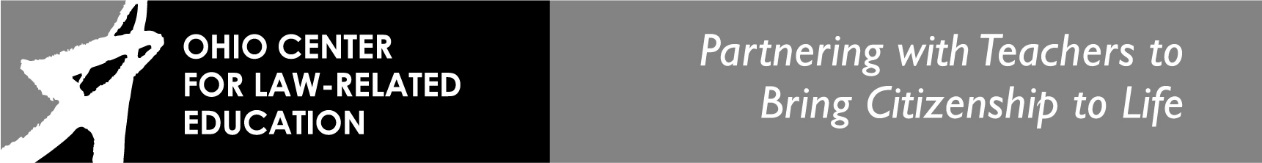 OHIO CENTER
FOR LAW-RELATED
EDUCATION
Partnering with Teachers to
Bring Citizenship to Life